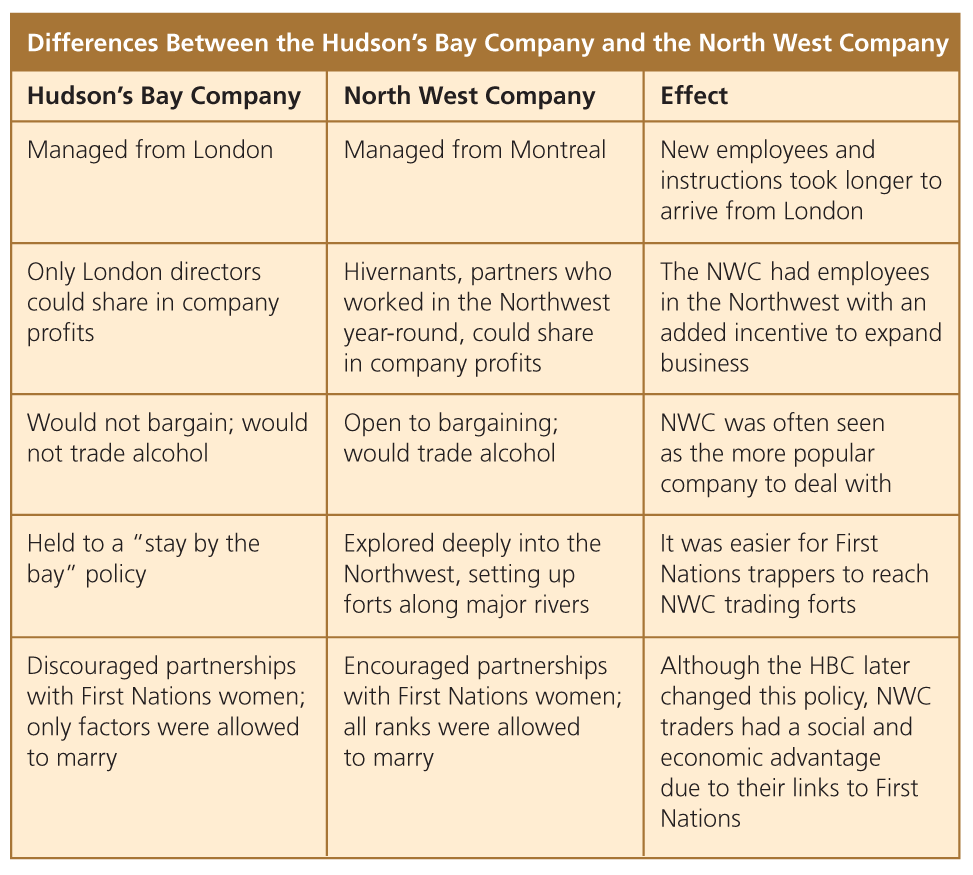 Differences Between the Hudson’s Bay Company and the North West Company
Hudson’s Bay Company
North West Company
Effect
Managed from London
Managed from Montreal
New employees and
instructions took longer to
arrive from London
Only London directors
could share in company
profits
Hivernants, partners who
worked in the Northwest
year-round, could share
in company profits
The NWC had employees
in the Northwest with an
added incentive to expand
business
Would not bargain; would
not trade alcohol
Open to bargaining;
would trade alcohol
NWC was often seen
as the more popular
company to deal with
Held to a “stay by the
bay” policy
Explored deeply into the
Northwest, setting up
forts along major rivers
It was easier for First
Nations trappers to reach
NWC trading forts
Discouraged partnerships
with First Nations women;
only factors were allowed
to marry
Encouraged partnerships
with First Nations women;
all ranks were allowed
to marry
Although the HBC later
changed this policy, NWC
traders had a social and
economic advantage
due to their links to First
Nations